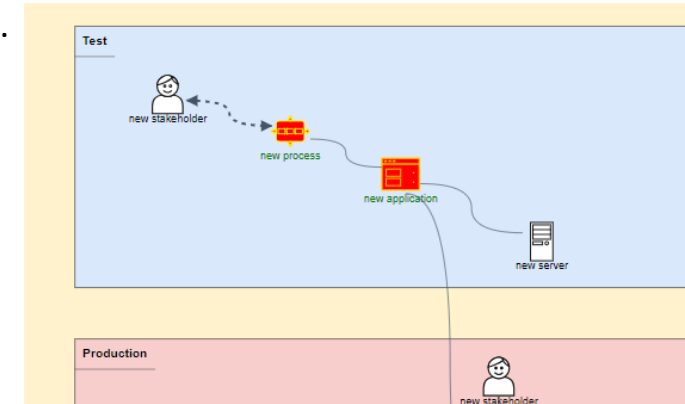 Test
new stakeholder
new process
new application
new server
Production
new stakeholder